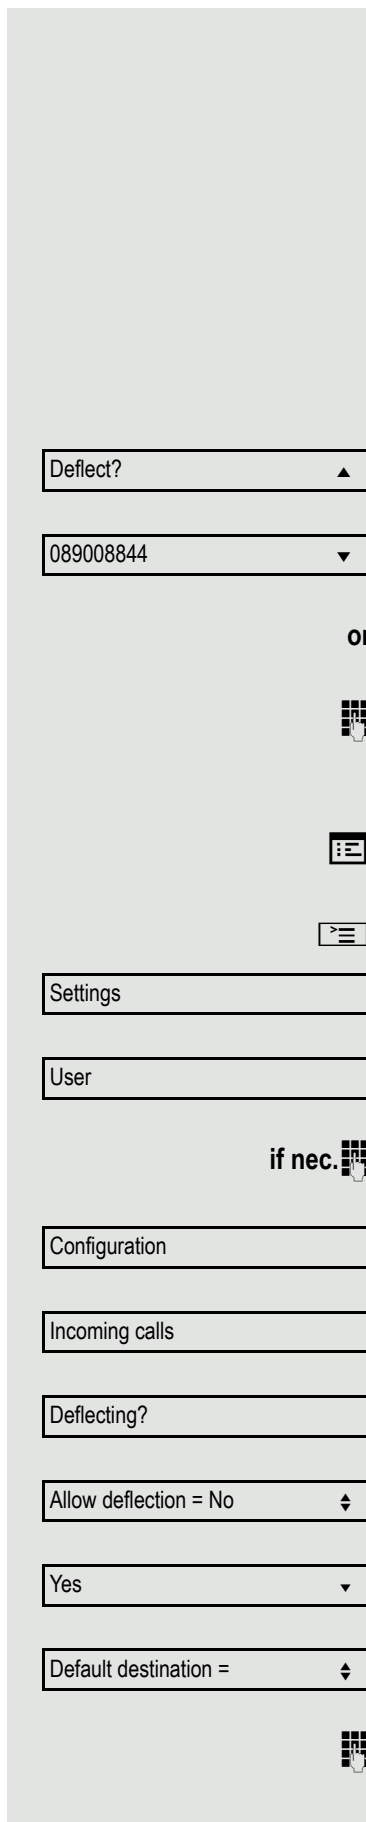 Deflect?
089008844
or
Settings
User
if nec.
Configuration
Incoming calls
Deflecting?
Allow deflection = No
Yes
Default destination =